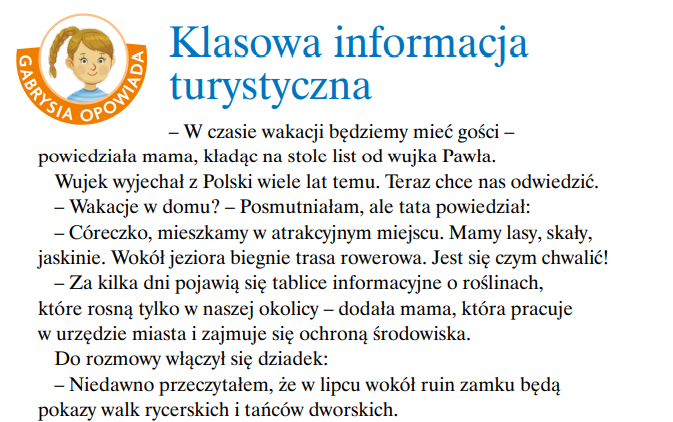 GABRYSIA OPOWIADA
Klasowa informacja
turystyczna
– W czasie wakacji będziemy mieć gości –
powiedziała mama, kładąc na stole list od wujka Pawła.
Wujek wyjechał z Polski wiele lat temu. Teraz chce nas odwiedzić.
– Wakacje w domu? – Posmutniałam, ale tata powiedział:
– Córeczko, mieszkamy w atrakcyjnym miejscu. Mamy lasy, skały,
jaskinie. Wokół jeziora biegnie trasa rowerowa. Jest się czym chwalić!
– Za kilka dni pojawią się tablice informacyjne o roślinach,
które rosną tylko w naszej okolicy – dodała mama, która pracuje
w urzędzie miasta i zajmuje się ochroną środowiska.
Do rozmowy włączył się dziadek:
– Niedawno przeczytałem, że w lipcu wokół ruin zamku będą
pokazy walk rycerskich i tańców dworskich.